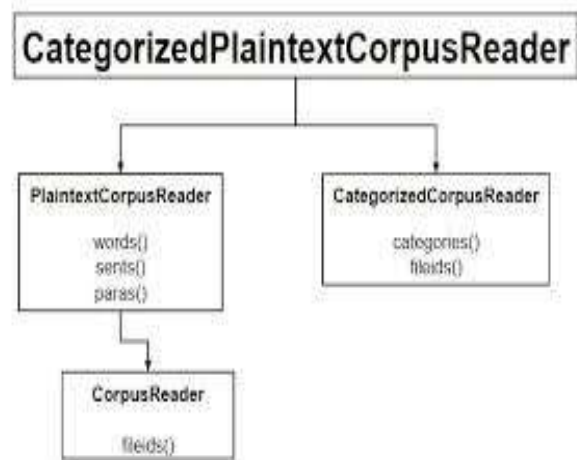 CategorizedPlaintextCorpusReader
PlaintextCorpusReader
words()
sents()
paras()
CategorizedCorpusReader
categories()
fileids()
CorpusReader
fileids()